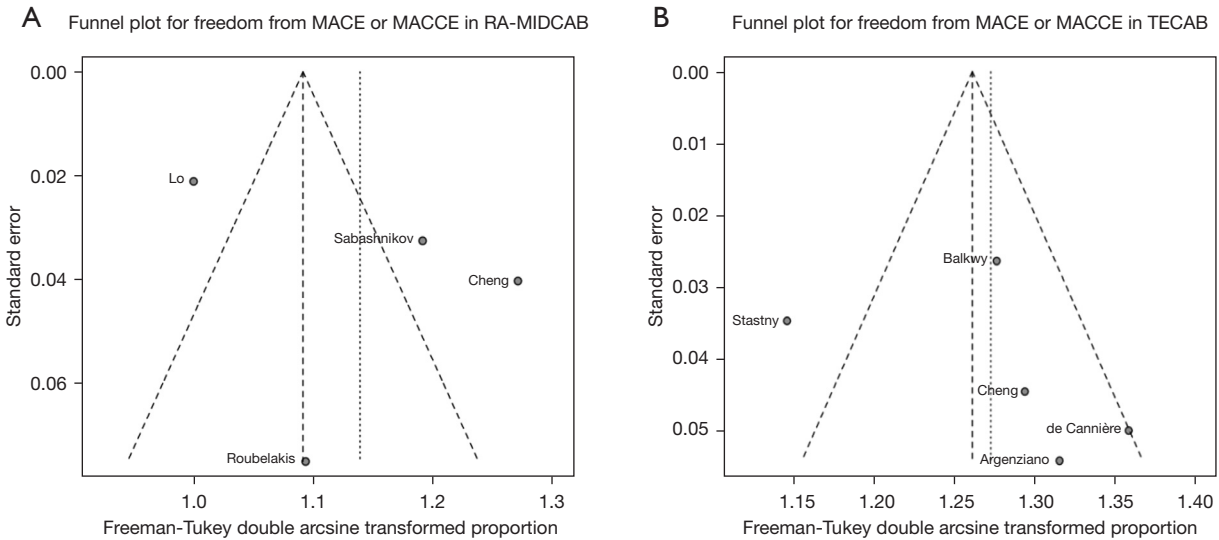 A
Funnel plot for freedom from MACE or MACCE in RA-MIDCAB
0.00
0.02
0.04
0.06
Standard error
Lo
Sabashnikov
Cheng
Roubelakis
1.0
1.1
1.2
1.3
Freeman-Tukey double arcsine transformed proportion
B
Funnel plot for freedom from MACE or MACCE in TECAB
0.00
0.01
0.02
0.03
0.04
0.05
Standard error
Balkwy
Stastny
Cheng
de Cannière
Argenziano
1.15
1.20
1.25
1.30
1.35
1.40
Freeman-Tukey double arcsine transformed proportion